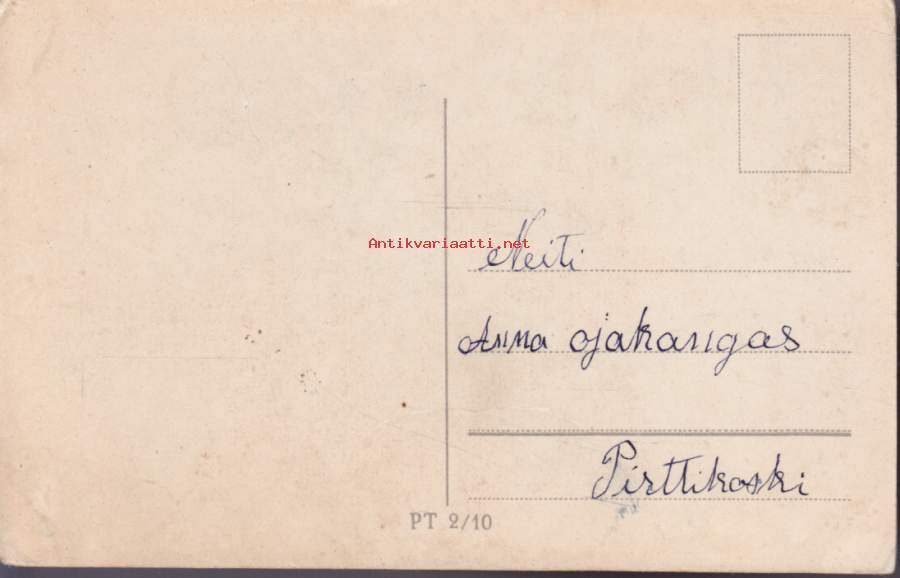 Antikvariaatti.net
Neiti
Anna ojakangas
Pirttikoski
PT 2/10